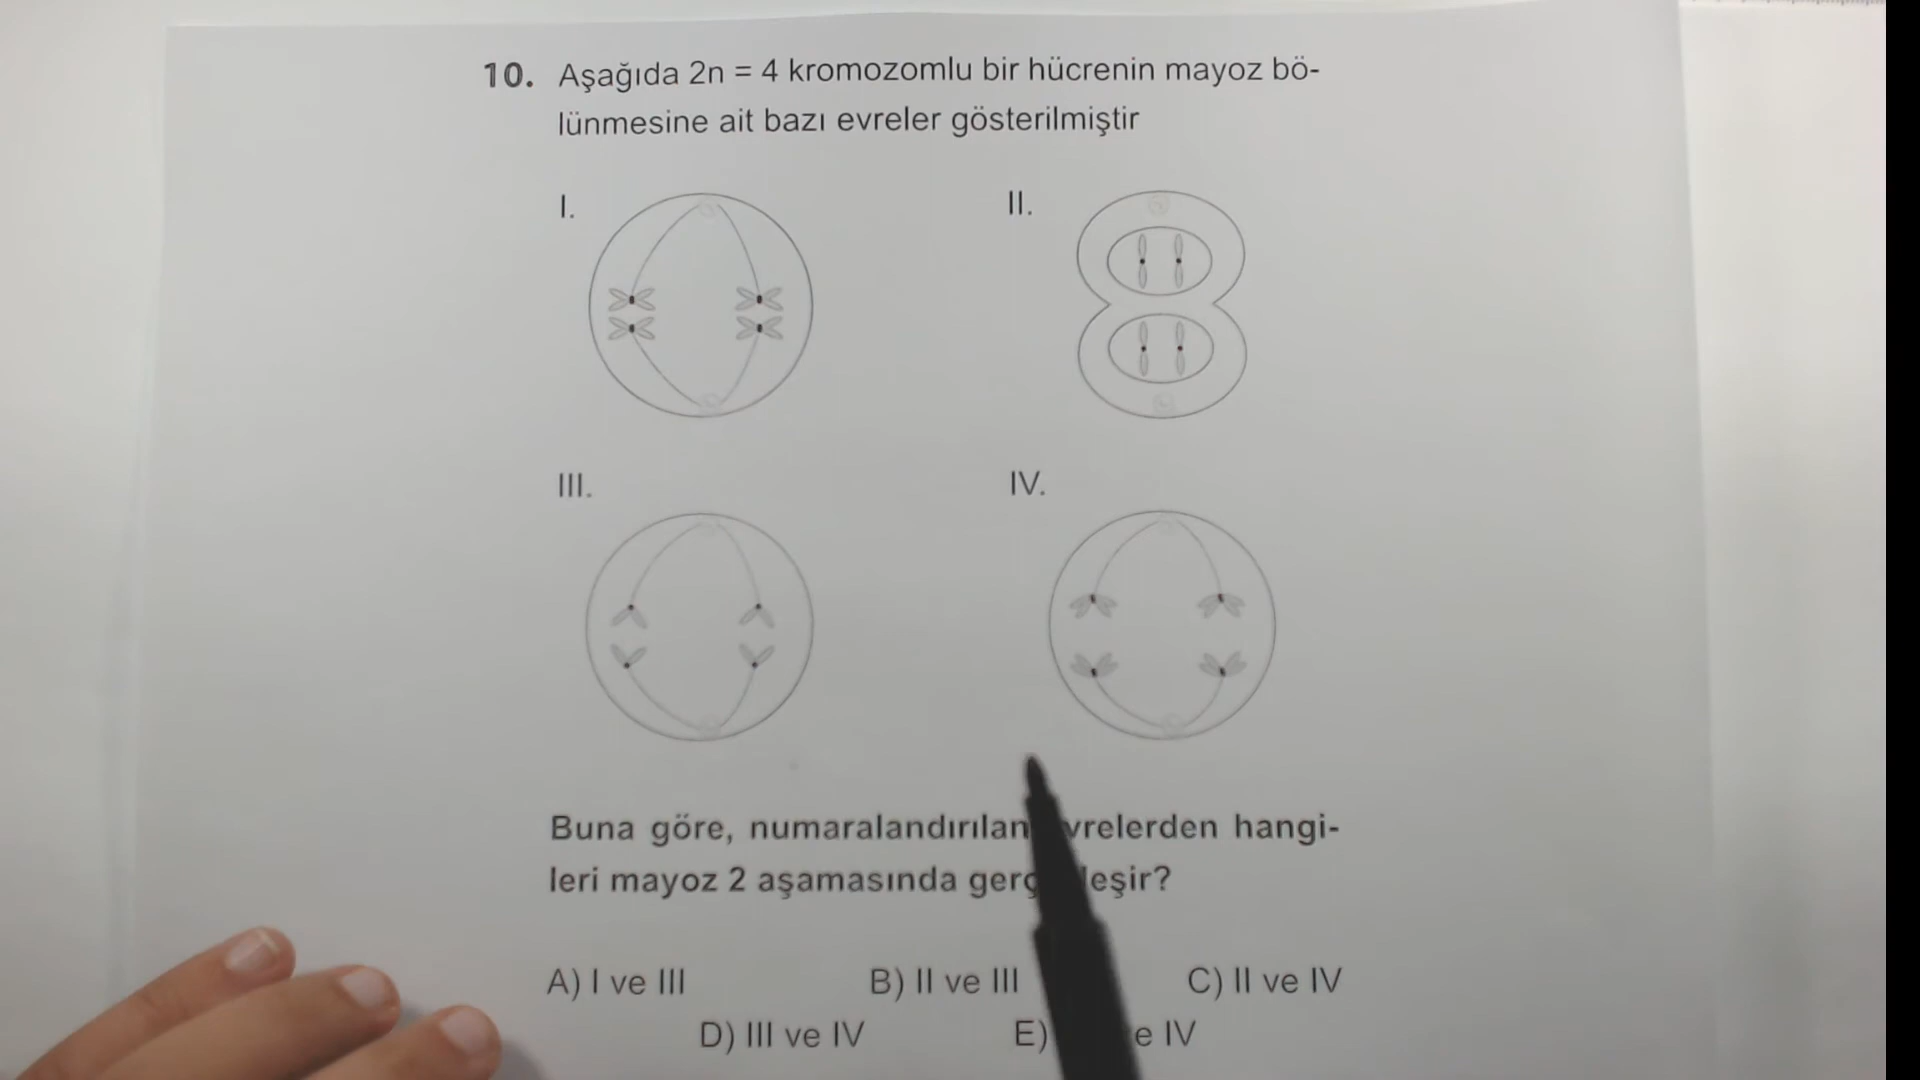 10. Aşağıda 2n = 4 kromozomlu bir hücrenin mayoz bö-
lünmesine ait bazı evreler gösterilmiştir
I.
II.
III.
IV.
Buna göre, numaralandırılan hangi-
leri mayoz 2 aşamasında
A) I ve III B) II ve III C) II ve IV
D) III ve IV E) IV